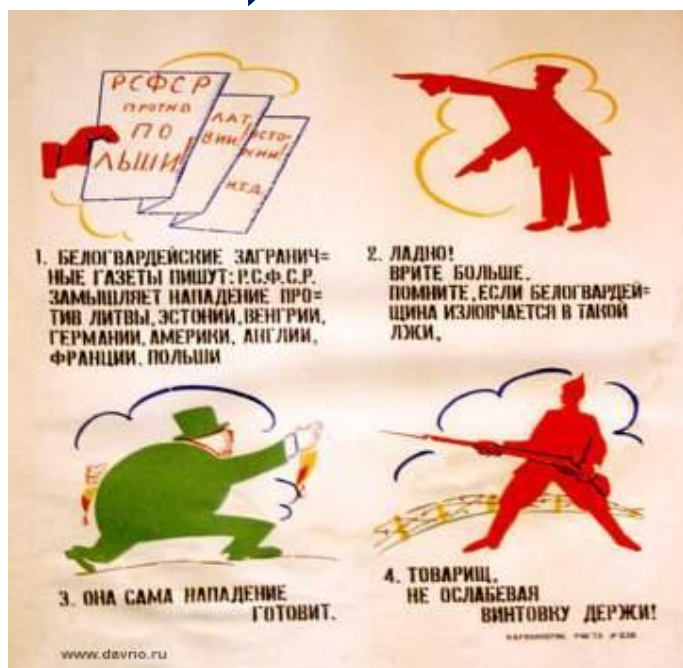 РСФСР
ПРОТИВ
ПО
ЛЬШИ!
ЛАТ
ВИИ!
ЭСТО-
НИИ!
И.Т.Д.
1. БЕЛОГВАРДЕЙСКИЕ ЗАГРАНИЧ=
НЫЕ ГАЗЕТЫ ПИШУТ: Р.С.Ф.С.Р.
ЗАМЫШЛЯЕТ НАПАДЕНИЕ ПРО=
ТИВ ЛИТВЫ, ЭСТОНИИ, ВЕНГРИИ,
ГЕРМАНИИ, АМЕРИКИ, АНГЛИИ,
ФРАНЦИИ, ПОЛЬШИ
2. ЛАДНО!
ВРИТЕ БОЛЬШЕ.
ПОМНИТЕ, ЕСЛИ БЕЛОГВАРДЕЙ=
ЩИНА ИЗЛОВЧАЕТСЯ В ТАКОЙ
ЛЖИ,
3. ОНА САМА НАПАДЕНИЕ
ГОТОВИТ.
4. ТОВАРИЩ,
НЕ ОСЛАБЕВАЯ
ВИНТОВКУ ДЕРЖИ!
www.davno.ru